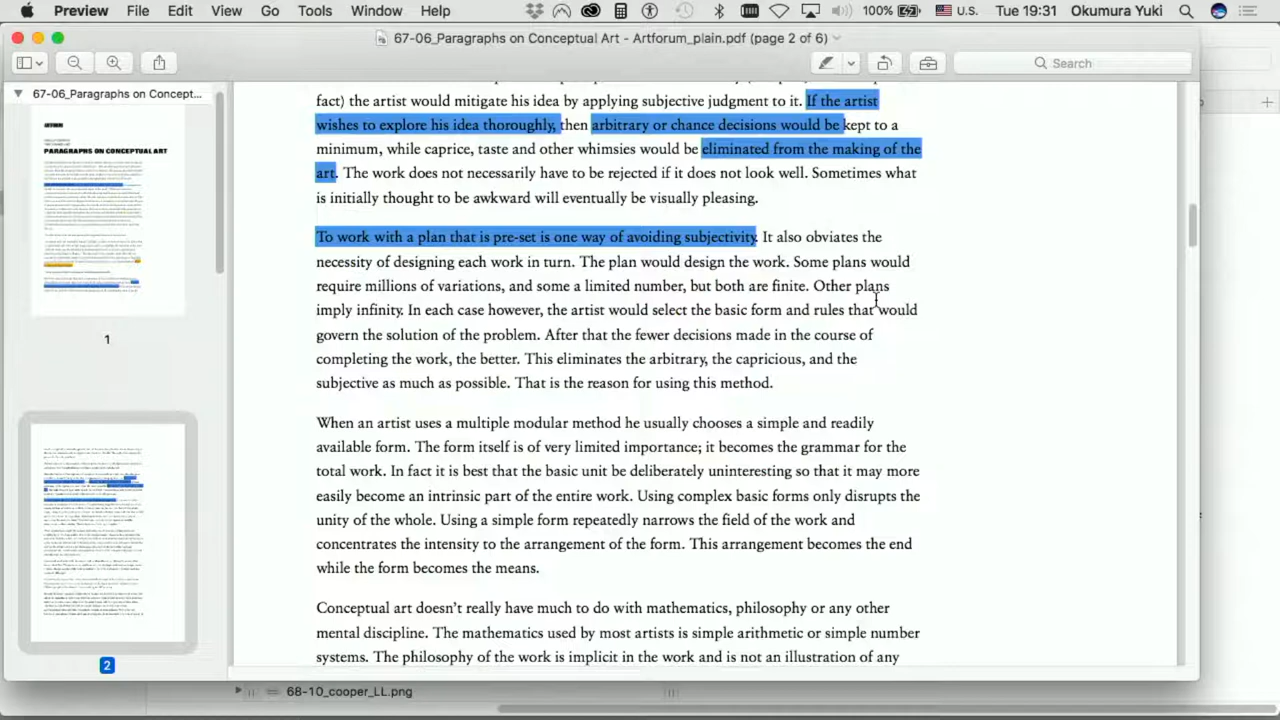 Preview File Edit View Go Tools Window Help 100% U.S. Tue 19:31 Okumura Yuki
67-06_Paragraphs on Conceptual Art - Artforum_plain.pdf (page 2 of 6)
Search
67-06_Paragraphs on Concept...
PARAGRAPHS ON CONCEPTUAL ART
1
2
fact) the artist would mitigate his idea by applying subjective judgment to it. If the artist
wishes to explore his idea thoroughly, then arbitrary or chance decisions would be kept to a
minimum, while caprice, taste and other whimsies would be eliminated from the making of the
art. The work does not necessarily have to be rejected if it does not look well. Sometimes what
is initially thought to be awkward will eventually be visually pleasing.
To work with a plan that is pre-set is one way of avoiding subjectivity. It also obviates the
necessity of designing each work in turn. The plan would design the work. Some plans would
require millions of variations, and some a limited number, but both are finite. Other plans
imply infinity. In each case however, the artist would select the basic form and rules that would
govern the solution of the problem. After that the fewer decisions made in the course of
completing the work, the better. This eliminates the arbitrary, the capricious, and the
subjective as much as possible. That is the reason for using this method.
When an artist uses a multiple modular method he usually chooses a simple and readily
available form. The form itself is of very limited importance; it becomes the grammar for the
total work. In fact it is best that the basic unit be deliberately uninteresting so that it may more
easily become an intrinsic part of the entire work. Using complex basic forms only disrupts the
unity of the whole. Using a simple form repeatedly narrows the field of the work and
concentrates the intensity to the arrangement of the form. This arrangement becomes the end
while the form becomes the means.
Conceptual art doesn't really have much to do with mathematics, philosophy or any other
mental discipline. The mathematics used by most artists is simple arithmetic or simple number
systems. The philosophy of the work is implicit in the work and is not an illustration of any
68-10_cooper_LL.png